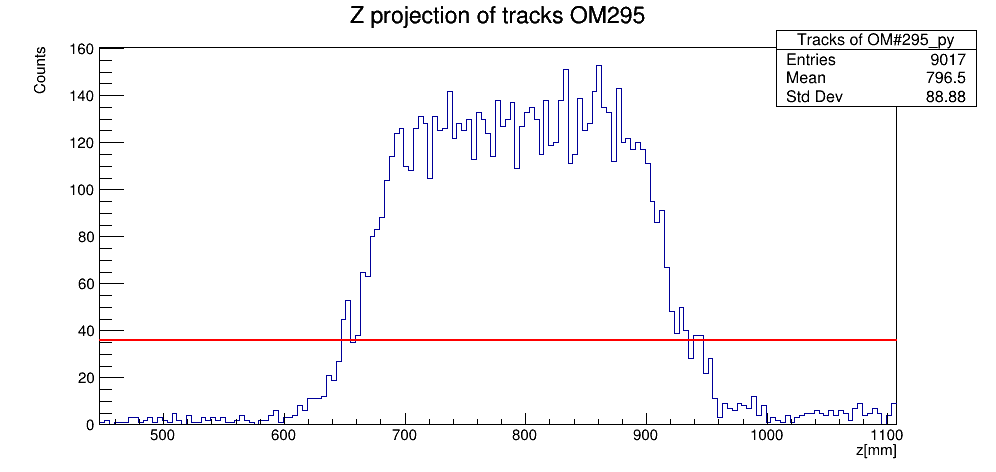 Z projection of tracks OM295
Tracks of OM#295_py
Entries 9017
Mean 796.5
Std Dev 88.88
Counts
160
140
120
100
80
60
40
20
0
500 600 700 800 900 1000 1100
z[mm]